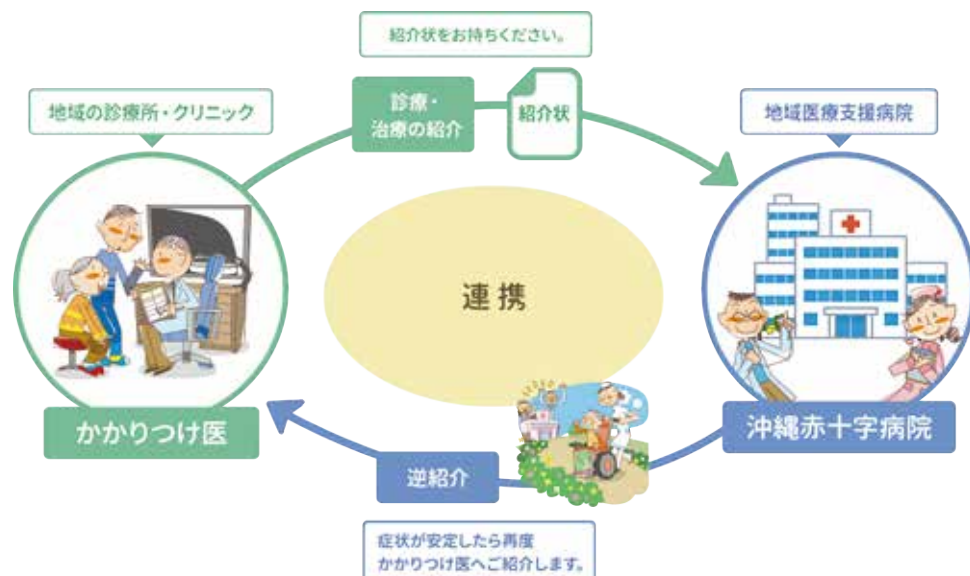 紹介状をお持ちください。
診療・
治療の紹介
紹介状
地域の診療所・クリニック
地域医療支援病院
連携
かかりつけ医
沖縄赤十字病院
逆紹介
症状が安定したら再度
かかりつけ医へご紹介します。